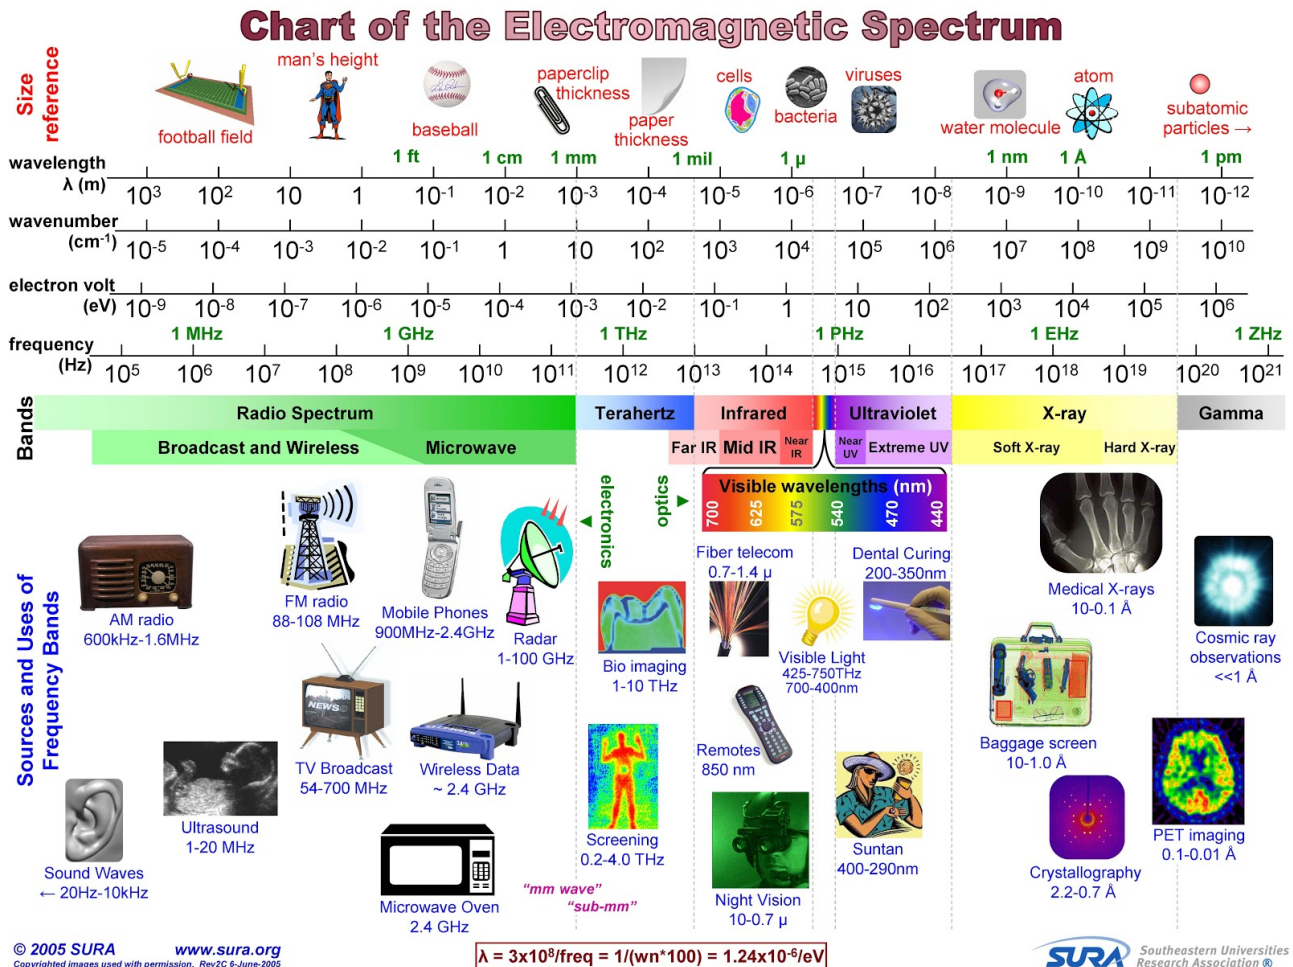 Chart of the Electromagnetic Spectrum
Size
reference
football field
man's height
baseball
paperclip
thickness
paper
thickness
cells
bacteria
viruses
water molecule
atom
subatomic
particles →
wavelength
λ (m)
1 ft 1 cm 1 mm 1 mil 1 µ 1 nm 1 Å 1 pm
10³ 10² 10 1 10⁻¹ 10⁻² 10⁻³ 10⁻⁴ 10⁻⁵ 10⁻⁶ 10⁻⁷ 10⁻⁸ 10⁻⁹ 10⁻¹⁰ 10⁻¹¹ 10⁻¹²
wavenumber
(cm⁻¹)
10⁻⁵ 10⁻⁴ 10⁻³ 10⁻² 10⁻¹ 1 10 10² 10³ 10⁴ 10⁵ 10⁶ 10⁷ 10⁸ 10⁹ 10¹⁰
electron volt
(eV)
10⁻⁹ 10⁻⁸ 10⁻⁷ 10⁻⁶ 10⁻⁵ 10⁻⁴ 10⁻³ 10⁻² 10⁻¹ 1 10 10² 10³ 10⁴ 10⁵ 10⁶
frequency
(Hz)
1 MHz 1 GHz 1 THz 1 PHz 1 EHz 1 ZHz
10⁵ 10⁶ 10⁷ 10⁸ 10⁹ 10¹⁰ 10¹¹ 10¹² 10¹³ 10¹⁴ 10¹⁵ 10¹⁶ 10¹⁷ 10¹⁸ 10¹⁹ 10²⁰ 10²¹
Bands
Radio Spectrum Terahertz Infrared Ultraviolet X-ray Gamma
Broadcast and Wireless Microwave Far IR Mid IR
Near
IR
Near
UV
Extreme UV Soft X-ray Hard X-ray
electronics
optics
Visible wavelengths (nm)
700 625 575 540 470 440
Sources and Uses of
Frequency Bands
AM radio
600kHz-1.6MHz
FM radio
88-108 MHz
Mobile Phones
900MHz-2.4GHz
Radar
1-100 GHz
Bio imaging
1-10 THz
Fiber telecom
0.7-1.4 µ
Visible Light
425-750THz
700-400nm
Dental Curing
200-350nm
Medical X-rays
10-0.1 Å
Cosmic ray
observations
<<1 Å
NEWS
TV Broadcast
54-700 MHz
Wireless Data
~ 2.4 GHz
Remotes
850 nm
Baggage screen
10-1.0 Å
Ultrasound
1-20 MHz
Sound Waves
← 20Hz-10kHz
Microwave Oven
2.4 GHz
"mm wave"
"sub-mm"
Screening
0.2-4.0 THz
Night Vision
10-0.7 µ
Suntan
400-290nm
Crystallography
2.2-0.7 Å
PET imaging
0.1-0.01 Å
© 2005 SURA www.sura.org
Copyrighted images used with permission. Rev2C 6-June-2005
λ = 3x10⁸/freq = 1/(wn*100) = 1.24x10⁻⁶/eV
SURA
Southeastern Universities
Research Association ®